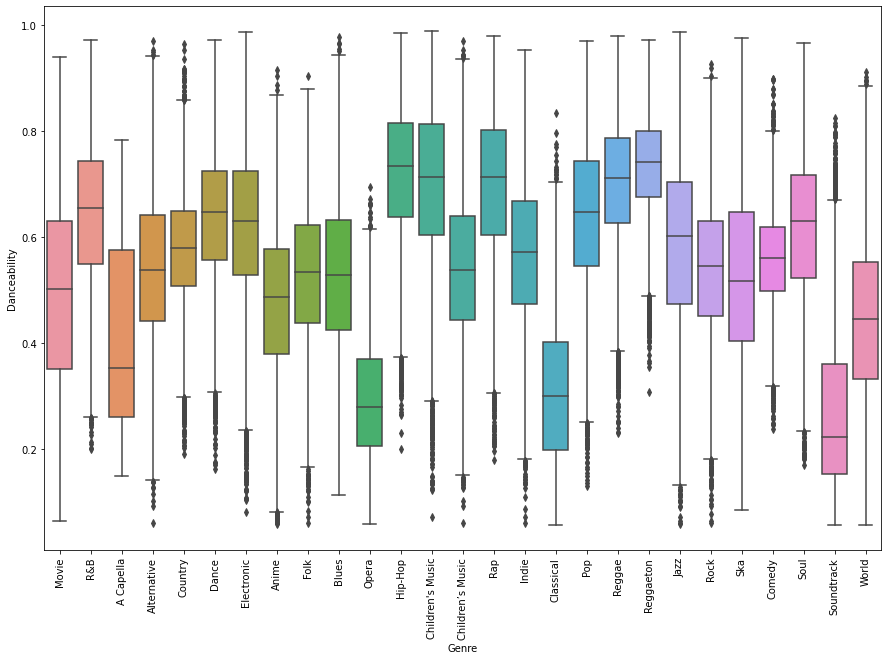 Danceability
1.0
0.8
0.6
0.4
0.2
Movie
R&B
A Capella
Alternative
Country
Dance
Electronic
Anime
Folk
Blues
Opera
Hip-Hop
Children's Music
Children’s Music
Rap
Indie
Classical
Pop
Reggae
Reggaeton
Jazz
Rock
Ska
Comedy
Soul
Soundtrack
World
Genre